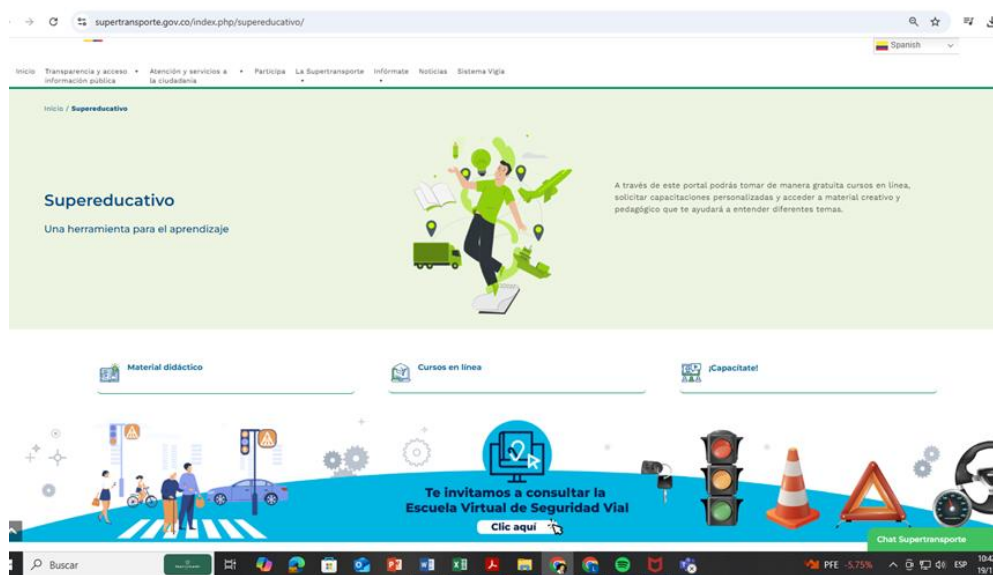 supertransporte.gov.co/index.php/supereducativo/
Spanish
Inicio Transparencia y acceso Atención y servicios a Participa La Supertransporte Infórmate Noticias Sistema Vigía
información pública la ciudadanía
Inicio / Supereducativo
Supereducativo
Una herramienta para el aprendizaje
A través de este portal podrás tomar de manera gratuita cursos en línea,
solicitar capacitaciones personalizadas y acceder a material creativo y
pedagógico que te ayudará a entender diferentes temas.
Material didáctico
Cursos en línea
¡Capacítate!
Te invitamos a consultar la
Escuela Virtual de Seguridad Vial
Clic aquí
Chat Supertransporte
Buscar
PFE -5,75%
ESP